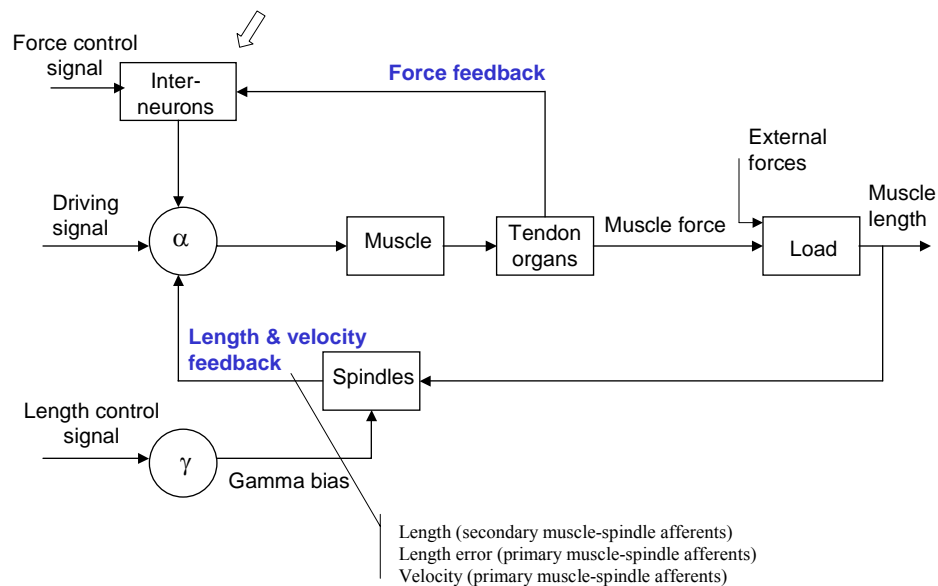 Force control
signal
Inter-
neurons
Force feedback
External
forces
Muscle
length
Driving
signal
α
Muscle
Tendon
organs
Muscle force
Load
Length & velocity
feedback
Spindles
Length control
signal
γ
Gamma bias
Length (secondary muscle-spindle afferents)
Length error (primary muscle-spindle afferents)
Velocity (primary muscle-spindle afferents)